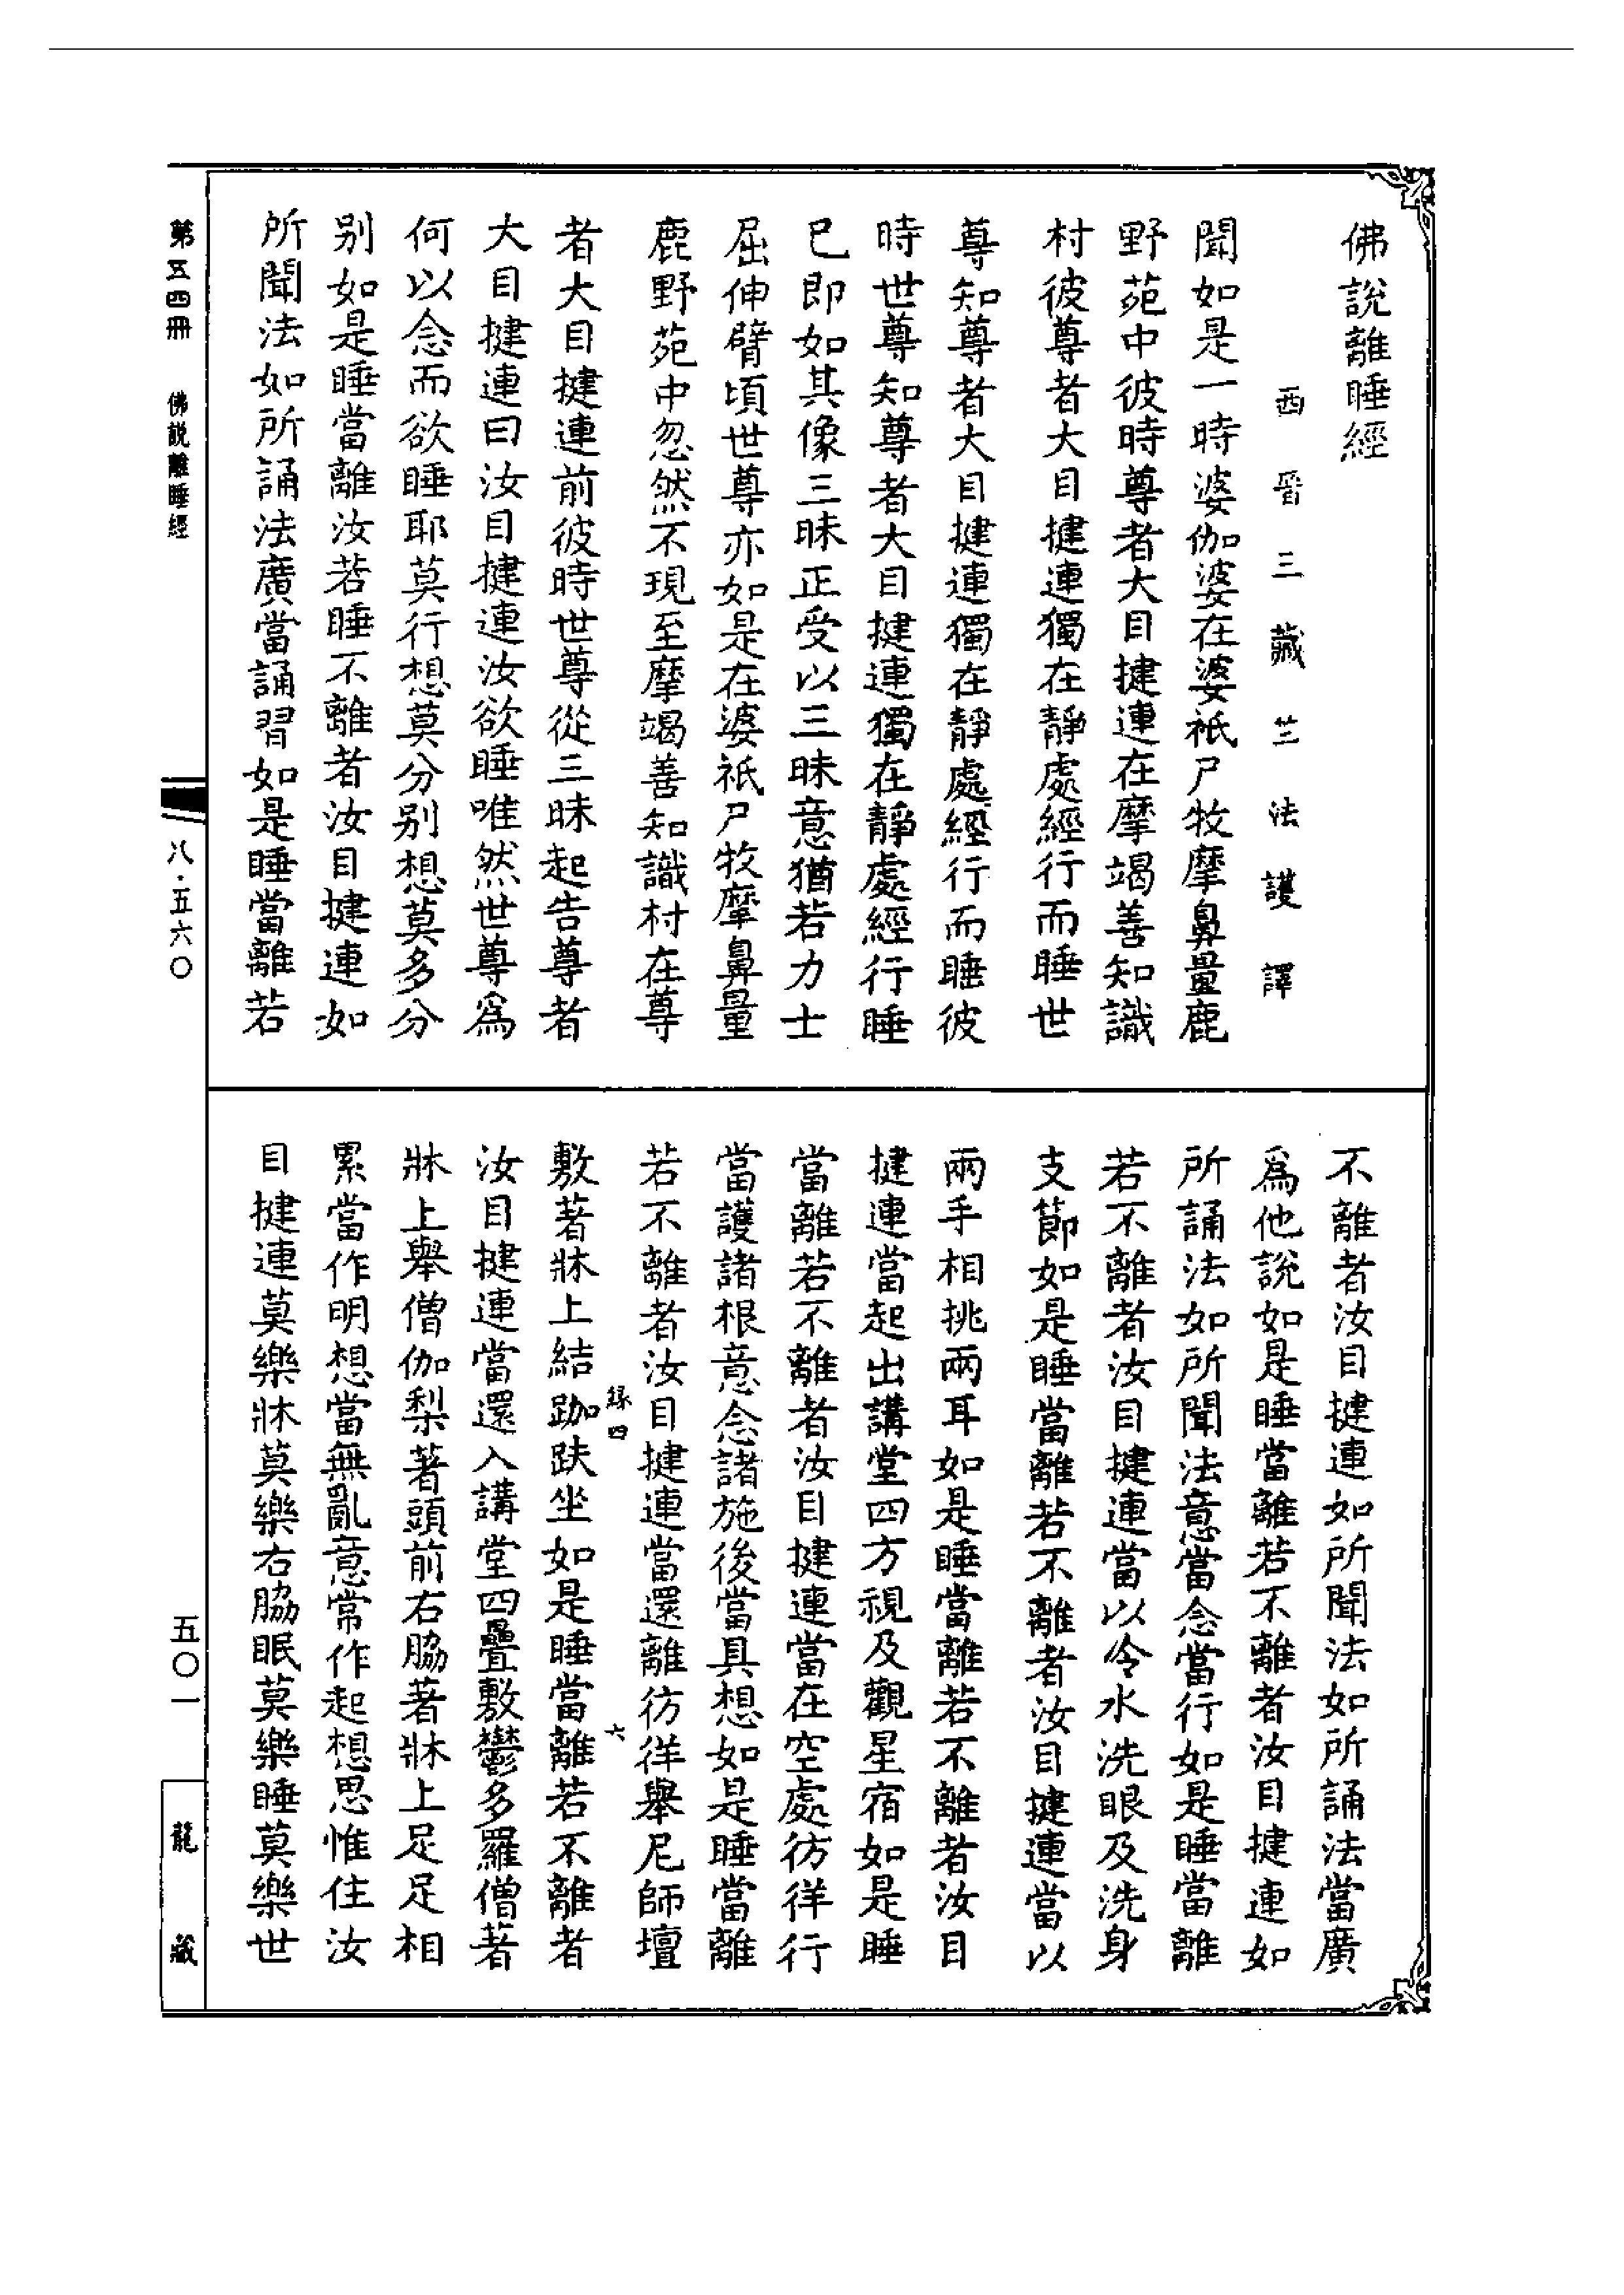 佛說離睡經
西晉三藏竺法護譯
聞如是一時婆伽婆在婆祇尸牧摩鼻量鹿
野苑中彼時尊者大目揵連在摩竭善知識
村彼尊者大目揵連獨在靜處經行而睡世
尊知尊者大目揵連獨在靜處經行而睡彼
時世尊知尊者大目揵連獨在靜處經行睡
已即如其像三昧正受以三昧意猶若力士
屈伸臂頃世尊亦如是在婆祇尸牧摩鼻量
鹿野苑中忽然不現至摩竭善知識村在尊
者大目揵連前彼時世尊從三昧起告尊者
大目揵連曰汝目揵連汝欲睡唯然世尊為
何以念而欲睡耶莫行想莫分别想莫多分
别如是睡當離汝若睡不離者汝目揵連如
所聞法如所誦法廣當誦習如是睡當離若
不離者汝目揵連如所聞法如所誦法當廣
為他說如是睡當離若不離者汝目揵連如
所誦法如所聞法意當念當行如是睡當離
若不離者汝目揵連當以冷水洗眼及洗身
支節如是睡當離若不離者汝目揵連當以
兩手相挑兩耳如是睡當離若不離者汝目
揵連當起出講堂四方視及觀星宿如是睡
當離若不離者汝目揵連當在空處彷徉行
當護諸根意念諸施後當具想如是睡當離
若不離者汝目揵連當還離彷徉舉尼師壇
緣四 六
敷著牀上結跏趺坐如是睡當離若不離者
汝目揵連當還入講堂四疊敷鬱多羅僧著
牀上舉僧伽梨著頭前右脇著牀上足足相
累當作明想當無亂意常作起想思惟住汝
目揵連莫樂牀莫樂右脇眠莫樂睡莫樂世
第五四冊 佛說離睡經
八·五六〇
五〇一
龍藏